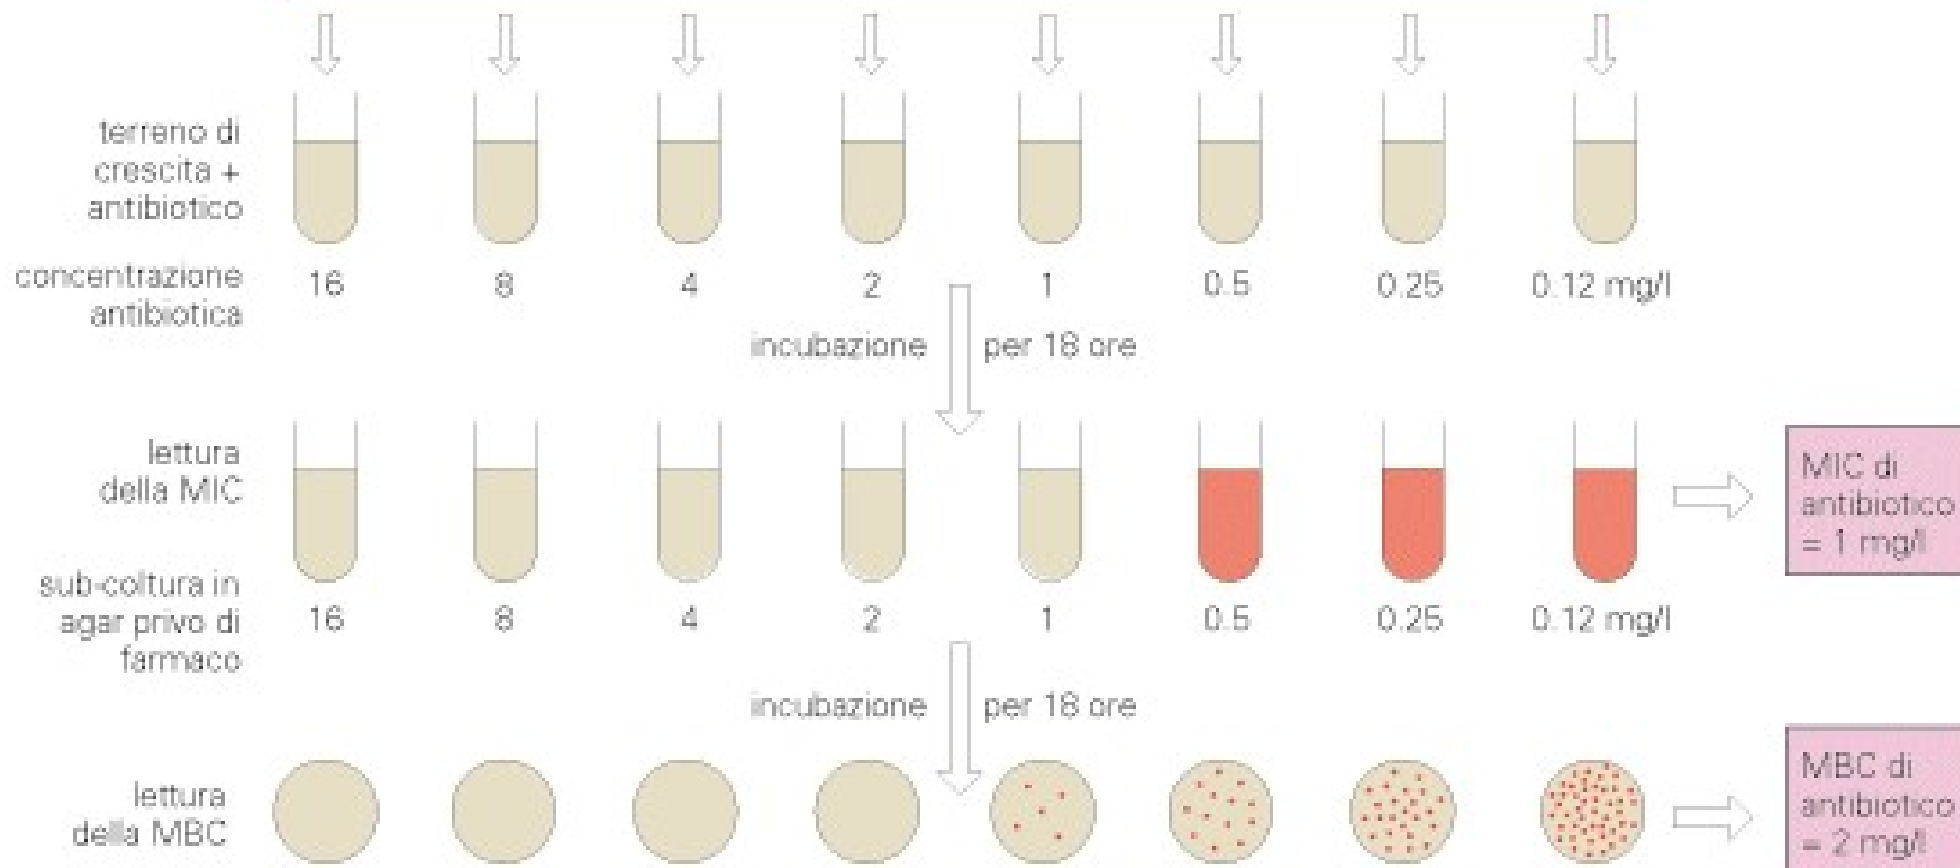 terreno di
crescita +
antibiotico
concentrazione
antibiotica
16 8 4 2 1 0.5 0.25 0.12 mg/l
incubazione per 18 ore
lettura
della MIC
MIC di
antibiotico
= 1 mg/l
sub-coltura in
agar privo di
farmaco
16 8 4 2 1 0.5 0.25 0.12 mg/l
incubazione per 18 ore
lettura
della MBC
MBC di
antibiotico
= 2 mg/l